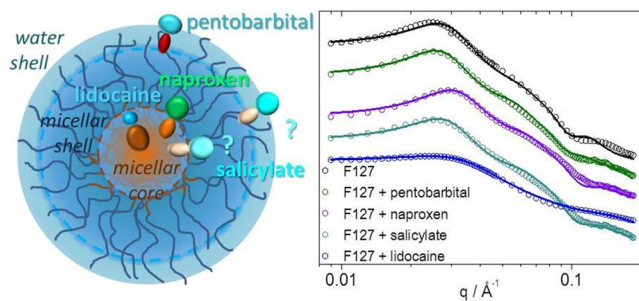 pentobarbital
water
shell
naproxen
lidocaine
micellar
shell
?
?
salicylate
micellar
core
F127
F127 + pentobarbital
F127 + naproxen
F127 + salicylate
F127 + lidocaine
0.01
0.1
q / Å⁻¹